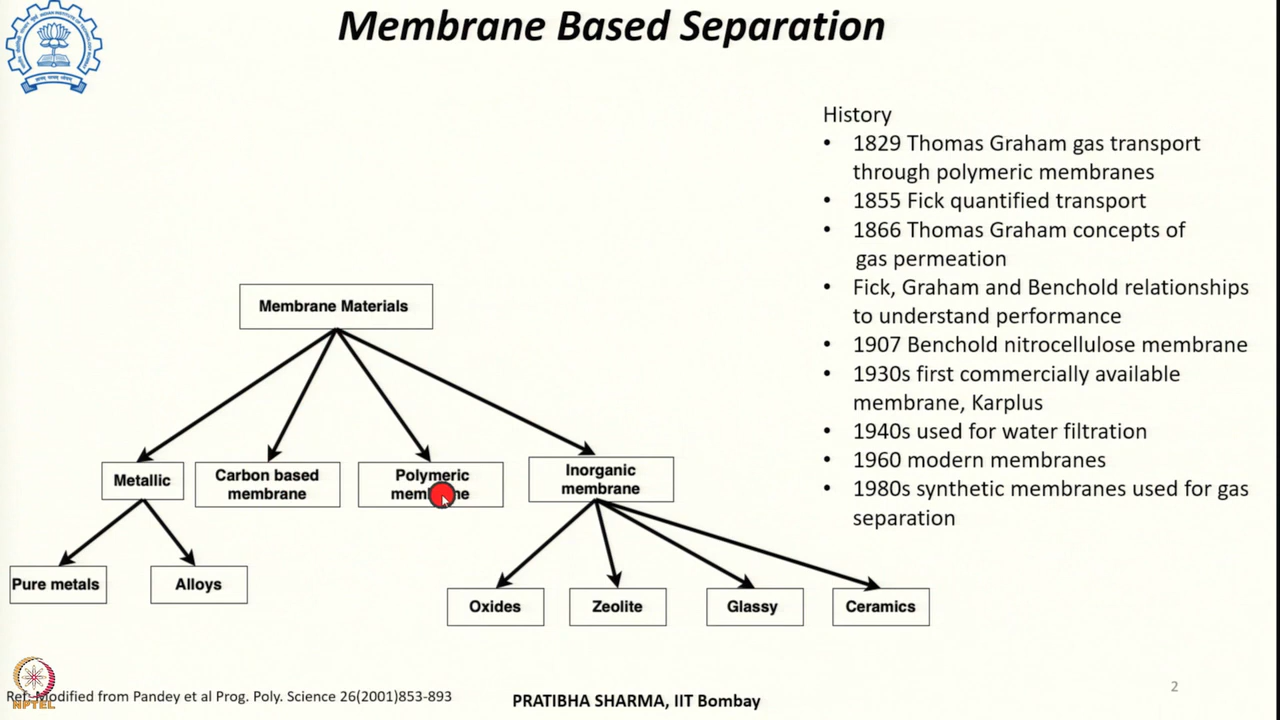 Membrane Based Separation
History
• 1829 Thomas Graham gas transport
through polymeric membranes
• 1855 Fick quantified transport
• 1866 Thomas Graham concepts of
gas permeation
• Fick, Graham and Benchold relationships
to understand performance
• 1907 Benchold nitrocellulose membrane
• 1930s first commercially available
membrane, Karplus
• 1940s used for water filtration
• 1960 modern membranes
• 1980s synthetic membranes used for gas
separation
Membrane Materials
Metallic
Carbon based
membrane
Polymeric
membrane
Inorganic
membrane
Pure metals
Alloys
Oxides
Zeolite
Glassy
Ceramics
Ref: Modified from Pandey et al Prog. Poly. Science 26(2001)853-893
NPTEL
PRATIBHA SHARMA, IIT Bombay
2